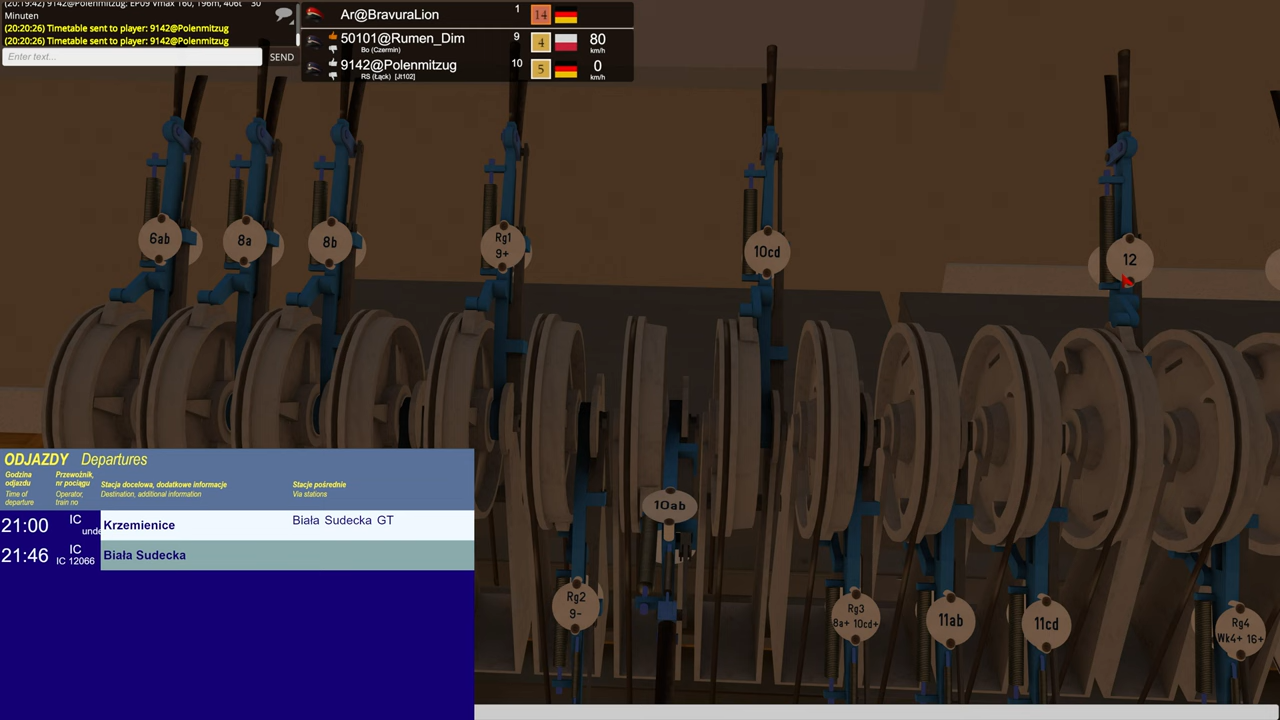 (20:19:42) 9142@Polenmitzug: EP09 Vmax 160, 196m, 406t 30
Minuten
(20:20:26) Timetable sent to player: 9142@Polenmitzug
(20:20:26) Timetable sent to player: 9142@Polenmitzug
Enter text...
SEND
Ar@BravuraLion 1 14
50101@Rumen_Dim 9 4 80
Bo (Czermin) km/h
9142@Polenmitzug 10 5 0
RS (Łąck) [Jt102] km/h
6ab
8a
8b
Rg1
9+
10cd
12
10ab
Rg2
9-
Rg3
8a+ 10cd+
11ab
11cd
Rg4
Wk4+ 16+
ODJAZDY Departures
Godzina
odjazdu
Time of
departure
Przewoźnik,
nr pociągu
Operator,
train no
Stacja docelowa, dodatkowe informacje
Destination, additional information
Stacje pośrednie
Via stations
21:00 IC Krzemienice Biała Sudecka GT
unde
21:46 IC Biała Sudecka
IC 12066